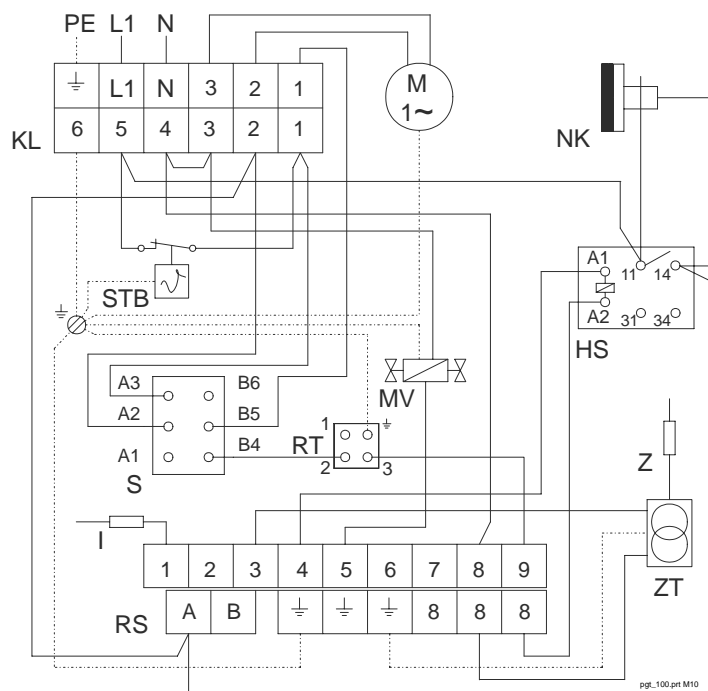 PE L1 N
L1 N 3 2 1
KL 6 5 4 3 2 1
M
1~
NK
STB
A1
11 14
A2 31 34
HS
A3 B6
A2 B5
A1 B4
S
RT
1
2 3
MV
Z
ZT
I
1 2 3 4 5 6 7 8 9
RS A B 8 8 8
pgt_100.prt M10